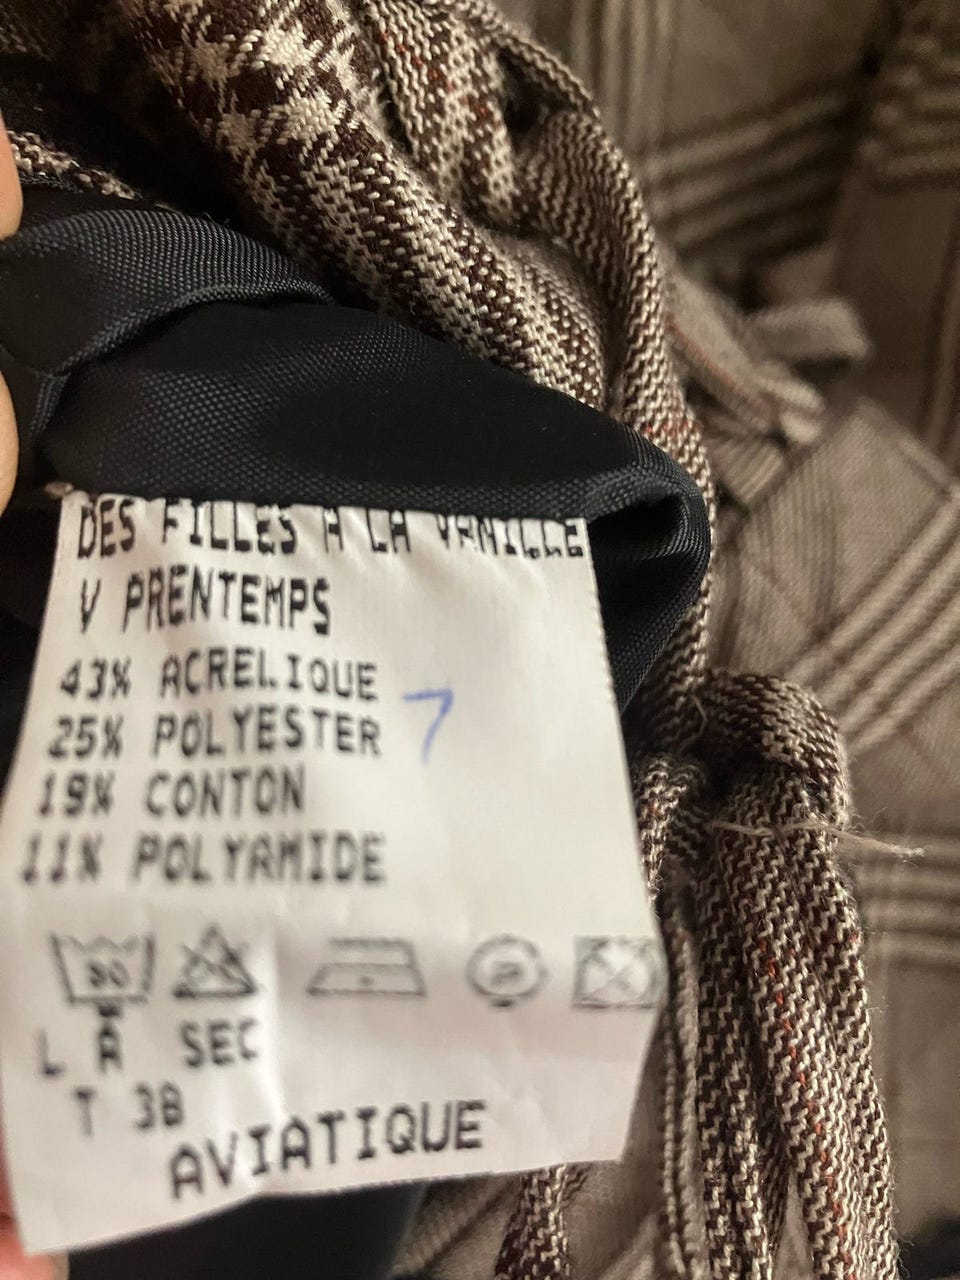 DES FILLES A LA VANILLE
V PRENTEMPS
43% ACRELIQUE
25% POLYESTER
7
19% CONTON
11% POLYAMIDE
30 P
L A SEC
T 38
AVIATIQUE